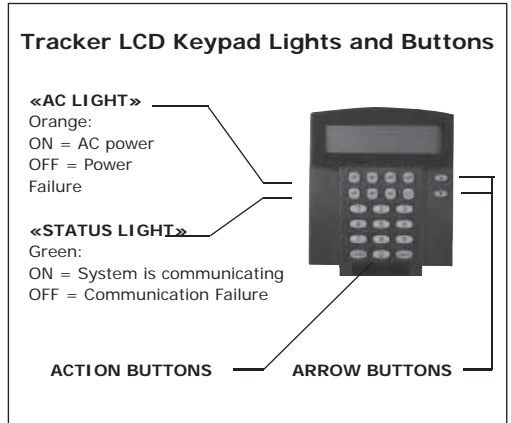 Tracker LCD Keypad Lights and Buttons
«AC LIGHT»
Orange:
ON = AC power
OFF = Power
Failure
«STATUS LIGHT»
Green:
ON = System is communicating
OFF = Communication Failure
ACTION BUTTONS
ARROW BUTTONS